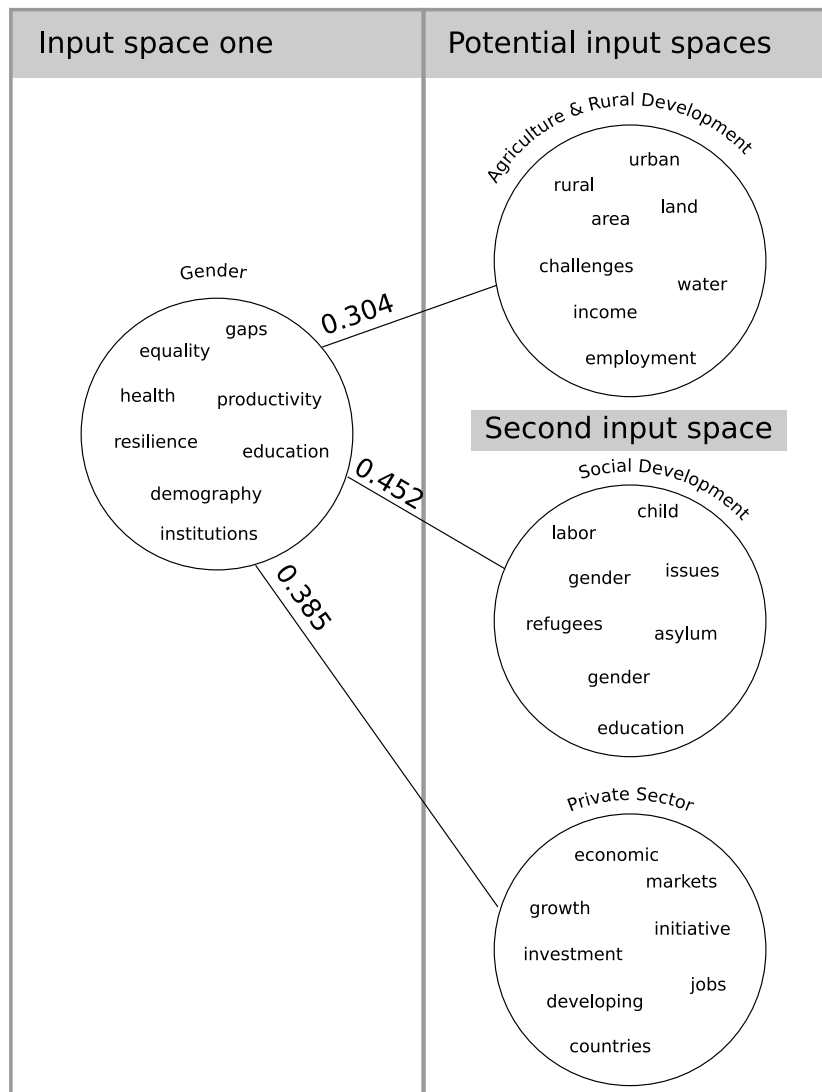 Input space one
Potential input spaces
Gender
gaps
equality
health
productivity
resilience
education
demography
institutions
0.304
0.452
0.385
Agriculture & Rural Development
urban
rural
land
area
challenges
water
income
employment
Second input space
Social Development
child
labor
issues
gender
refugees
asylum
gender
education
Private Sector
economic
markets
growth
initiative
investment
jobs
developing
countries